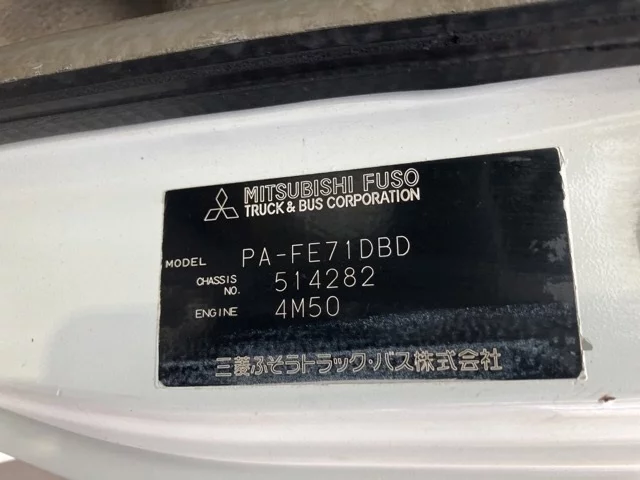 MITSUBISHI FUSO
TRUCK & BUS CORPORATION
MODEL PA-FE71DBD
CHASSIS NO. 514282
ENGINE 4M50
三菱ふそうトラック・バス株式会社